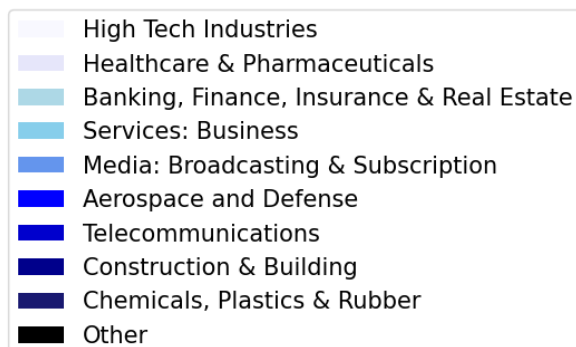 High Tech Industries
Healthcare & Pharmaceuticals
Banking, Finance, Insurance & Real Estate
Services: Business
Media: Broadcasting & Subscription
Aerospace and Defense
Telecommunications
Construction & Building
Chemicals, Plastics & Rubber
Other